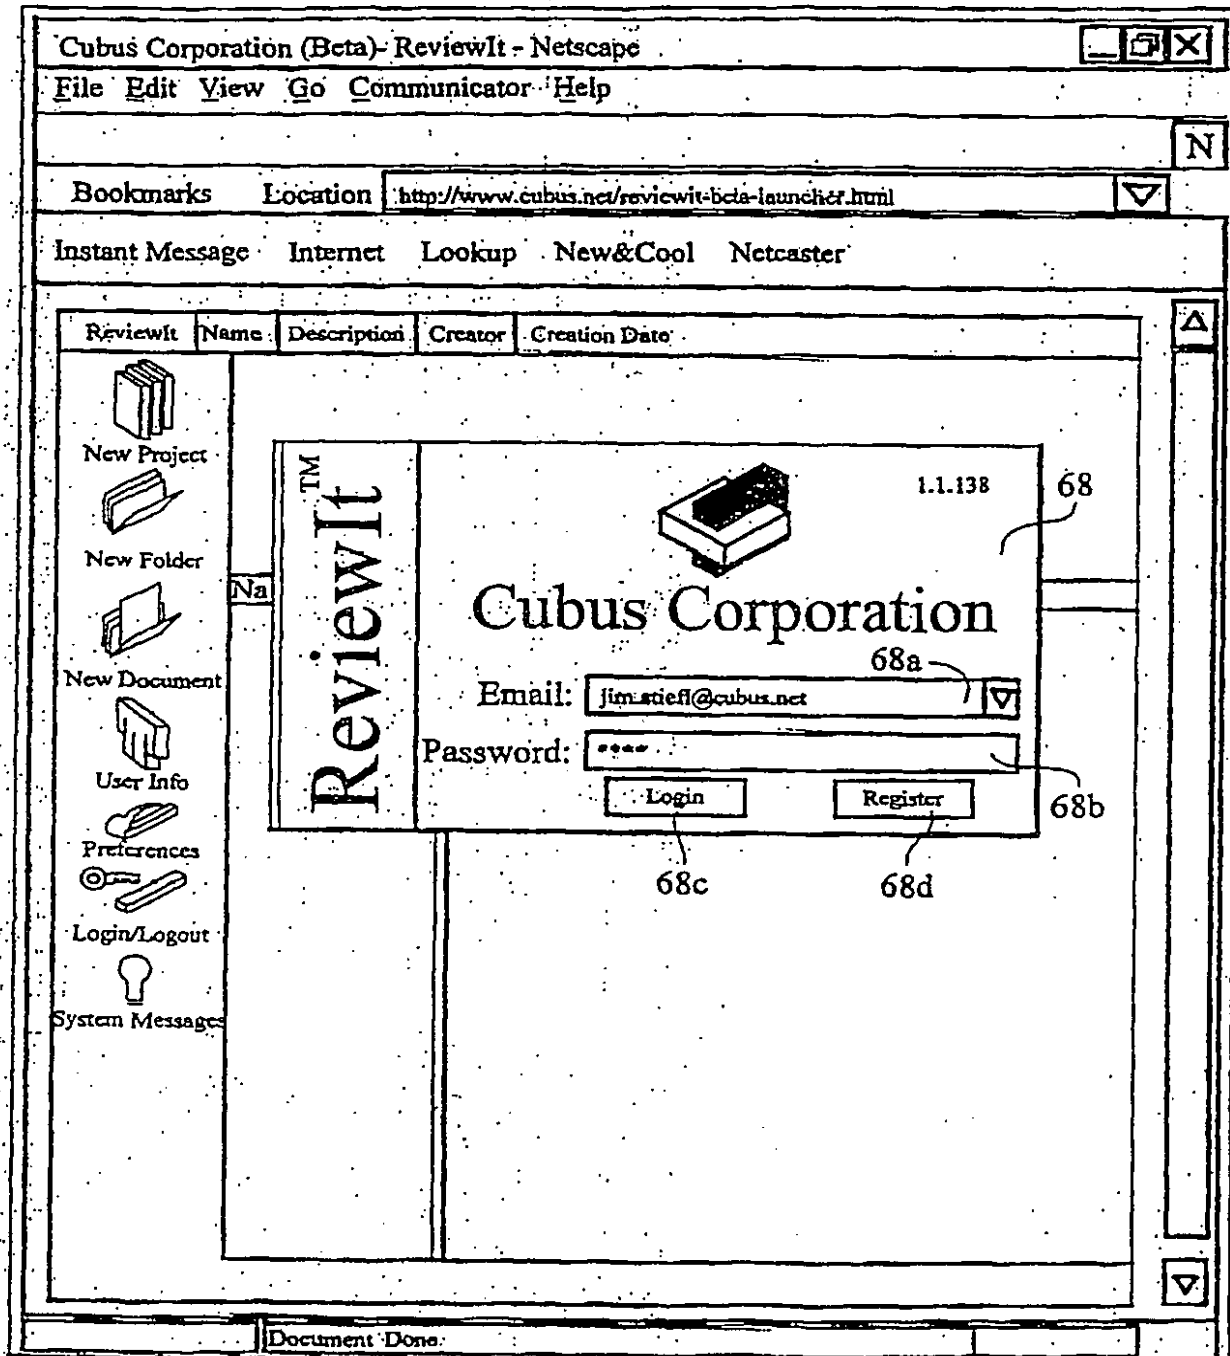 Cubus Corporation (Beta)- ReviewIt - Netscape
File Edit View Go Communicator Help
N
Bookmarks Location http://www.cubus.net/reviewit-beta-launcher.html
Instant Message Internet Lookup New&Cool Netcaster
ReviewIt Name Description Creator Creation Date
New Project
New Folder
New Document
User Info
Preferences
Login/Logout
System Messages
Na
ReviewIt™
1.1.138
68
Cubus Corporation
68a
Email: jim.stiefl@cubus.net
Password: ****
Login Register
68b
68c 68d
Document Done.